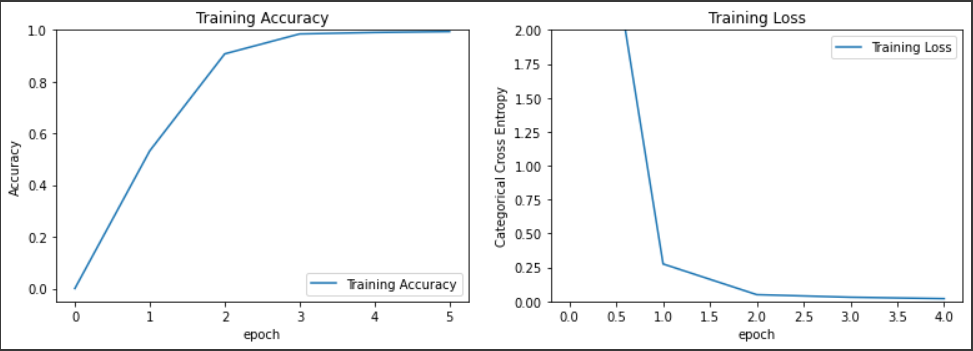 Training Accuracy
1.0
0.8
0.6
0.4
0.2
0.0
Accuracy
Training Accuracy
0 1 2 3 4 5
epoch
Training Loss
2.00
1.75
1.50
1.25
1.00
0.75
0.50
0.25
0.00
Categorical Cross Entropy
Training Loss
0.0 0.5 1.0 1.5 2.0 2.5 3.0 3.5 4.0
epoch